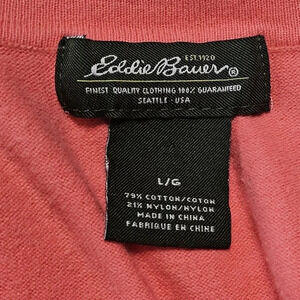 EST. 1920
Eddie Bauer®
FINEST QUALITY CLOTHING 100% GUARANTEED
SEATTLE · USA
L/G
79% COTTON/COTON
21% NYLON/NYLON
MADE IN CHINA
FABRIQUE EN CHINE